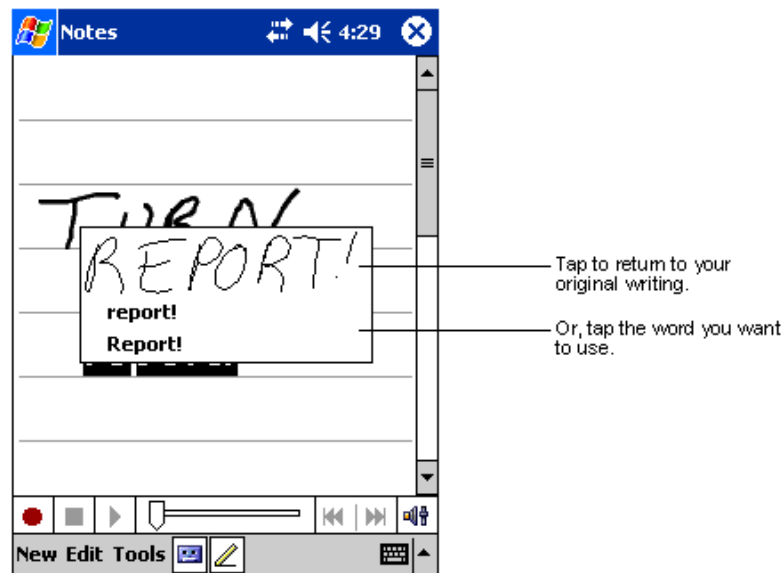 Notes 4:29
TURN
REPORT!
report!
Report!
Tap to return to your
original writing.
Or, tap the word you want
to use.
New Edit Tools